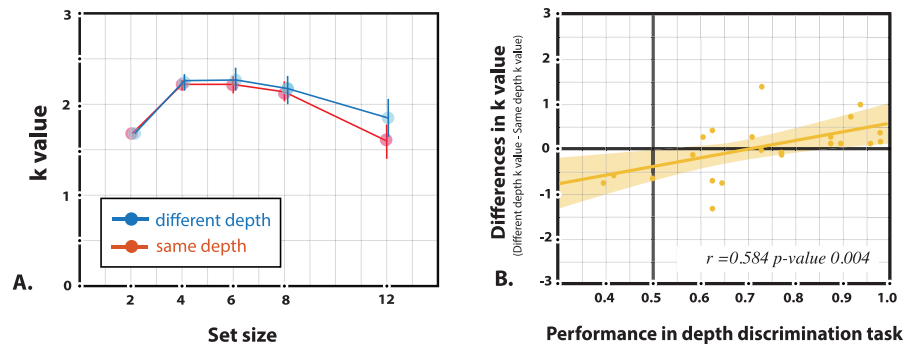 A.
k value
3
2
1
0
different depth
same depth
2 4 6 8 12
Set size
B.
Differences in k value
(Different depth k value - Same depth k value)
3
2
1
0
-1
-2
-3
r =0.584 p-value 0.004
0.4 0.5 0.6 0.7 0.8 0.9 1.0
Performance in depth discrimination task